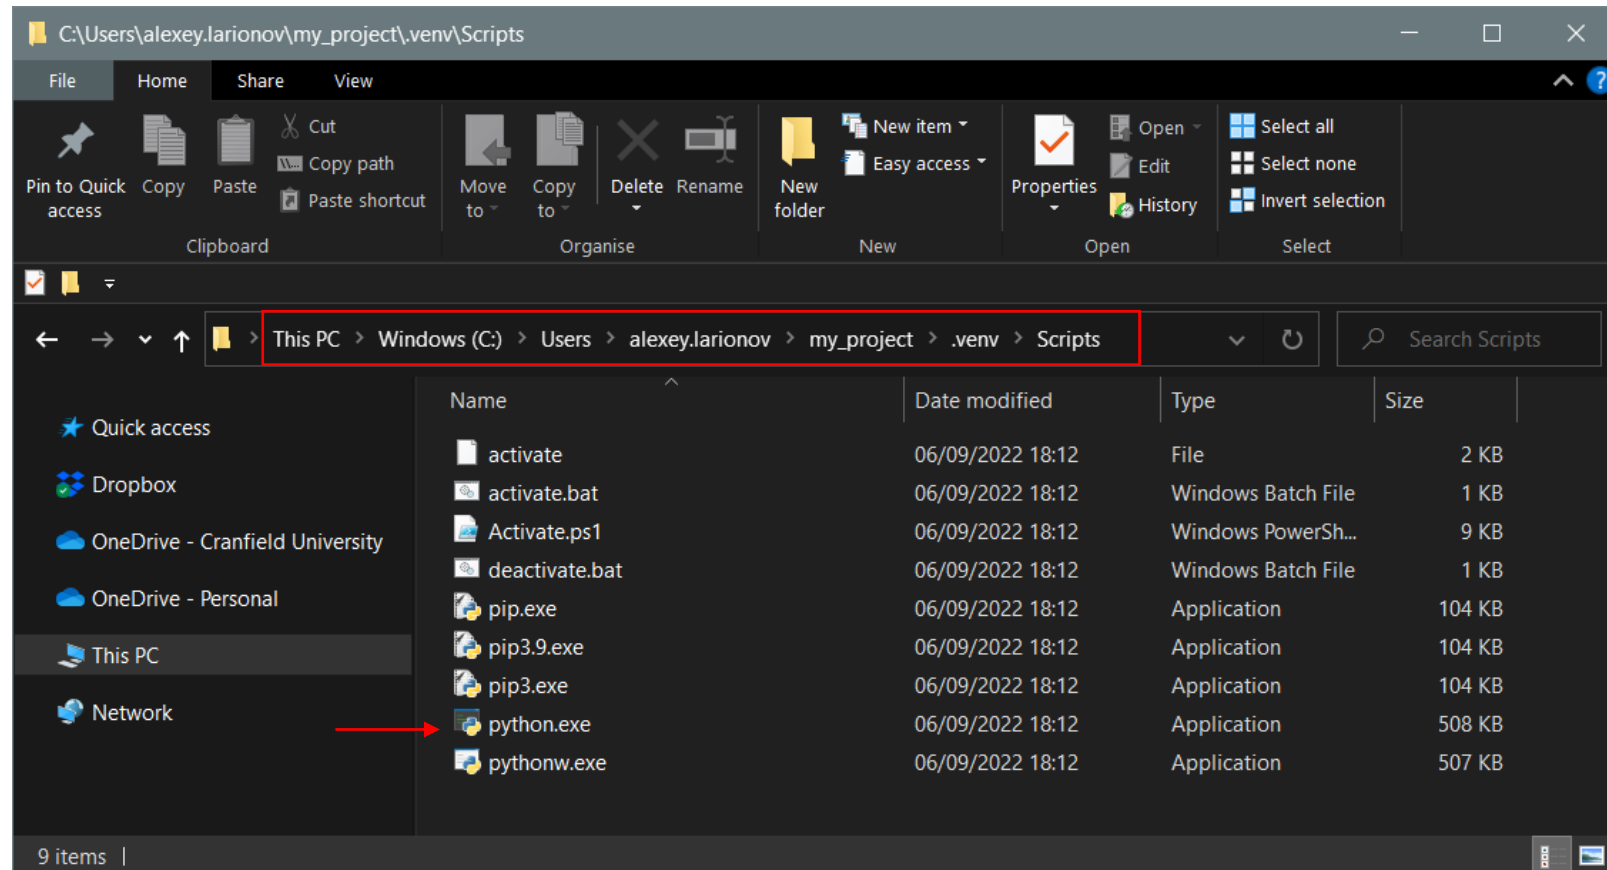 C:\Users\alexey.larionov\my_project\.venv\Scripts
File Home Share View
?
Pin to Quick access
Copy
Paste
Cut
W... Copy path
Paste shortcut
Clipboard
Move to
Copy to
Delete
Rename
Organise
New folder
New item
Easy access
New
Properties
Open
Edit
History
Open
Select all
Select none
Invert selection
Select
This PC > Windows (C:) > Users > alexey.larionov > my_project > .venv > Scripts
Search Scripts
Quick access
Dropbox
OneDrive - Cranfield University
OneDrive - Personal
This PC
Network
Name Date modified Type Size
activate 06/09/2022 18:12 File 2 KB
activate.bat 06/09/2022 18:12 Windows Batch File 1 KB
Activate.ps1 06/09/2022 18:12 Windows PowerSh... 9 KB
deactivate.bat 06/09/2022 18:12 Windows Batch File 1 KB
pip.exe 06/09/2022 18:12 Application 104 KB
pip3.9.exe 06/09/2022 18:12 Application 104 KB
pip3.exe 06/09/2022 18:12 Application 104 KB
python.exe 06/09/2022 18:12 Application 508 KB
pythonw.exe 06/09/2022 18:12 Application 507 KB
9 items